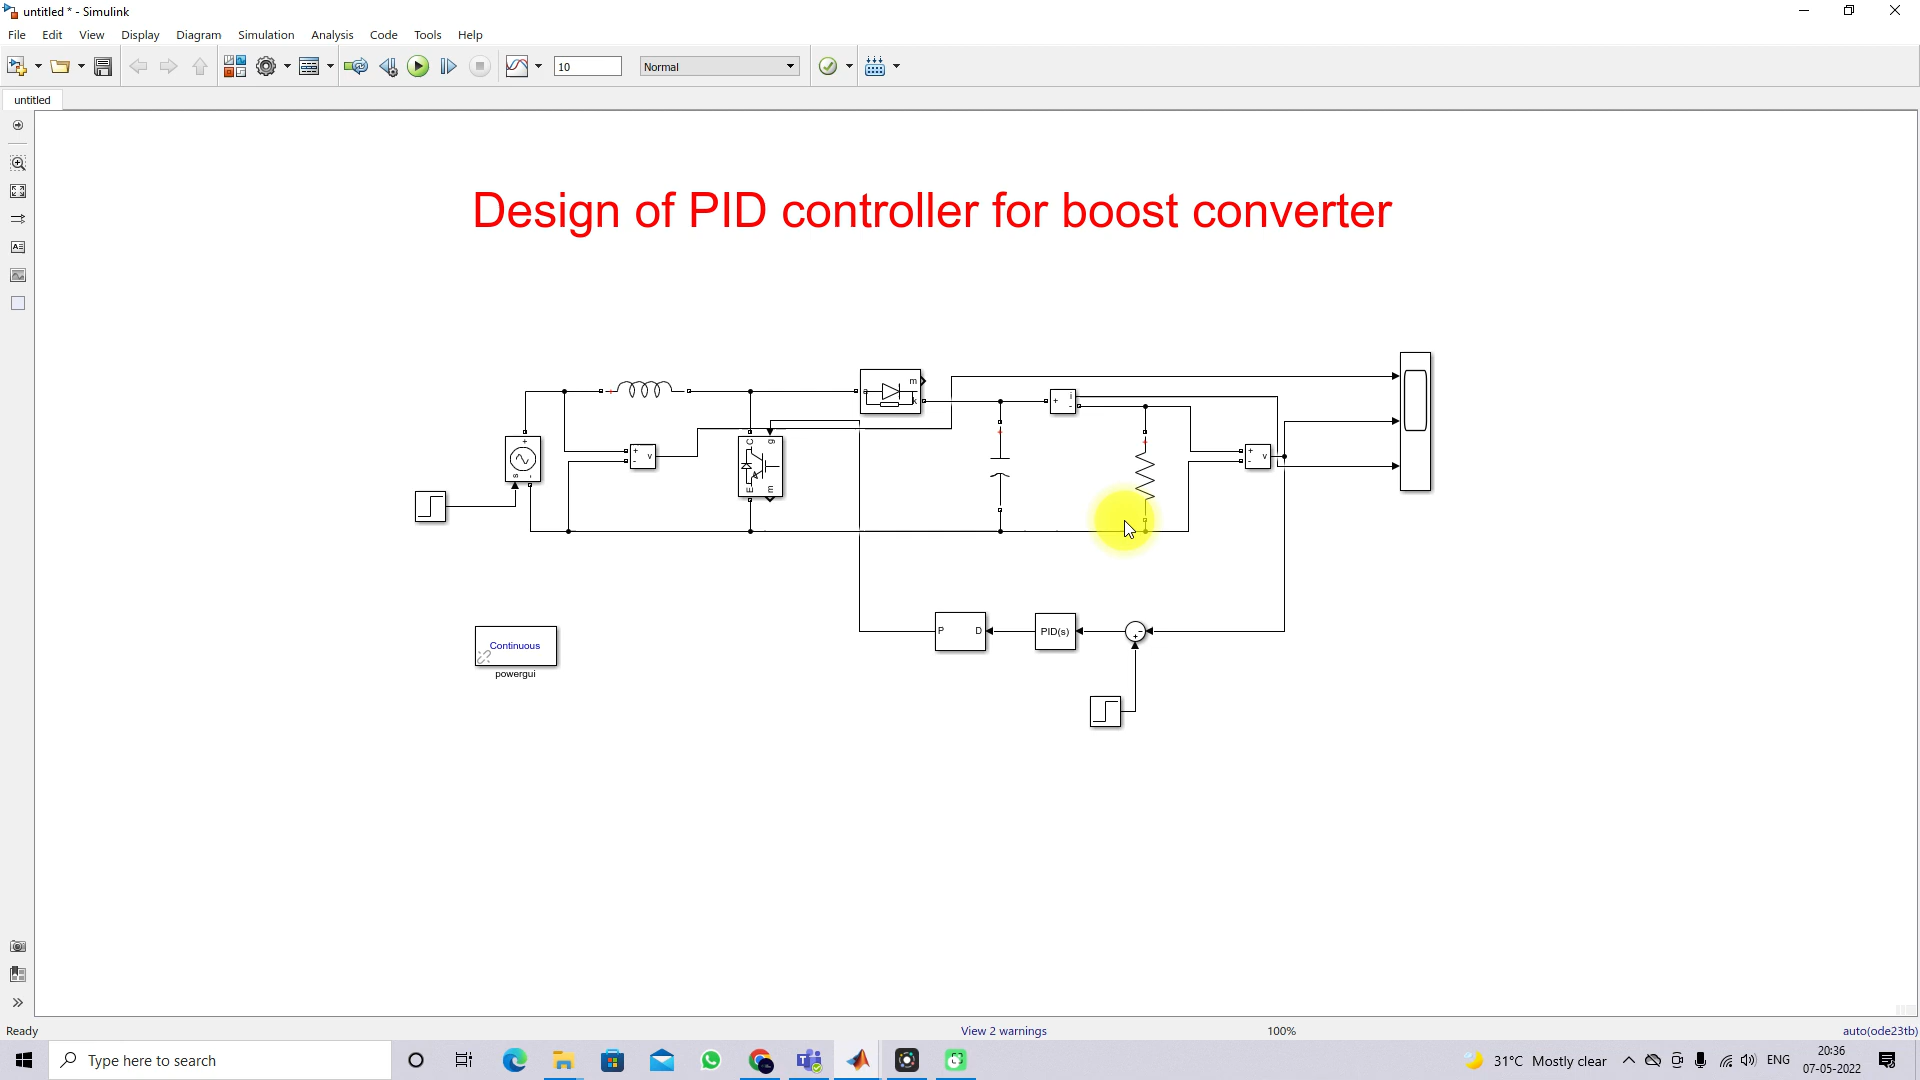 untitled * - Simulink
File Edit View Display Diagram Simulation Analysis Code Tools Help
10 Normal
untitled
Design of PID controller for boost converter
m
a
k
+ i
-
+
s -
+ v
-
C g
E m
+ v
-
P D
PID(s)
-
+
Continuous
powergui
Ready View 2 warnings 100% auto(ode23tb)
Type here to search
31°C Mostly clear ENG 20:36
07-05-2022